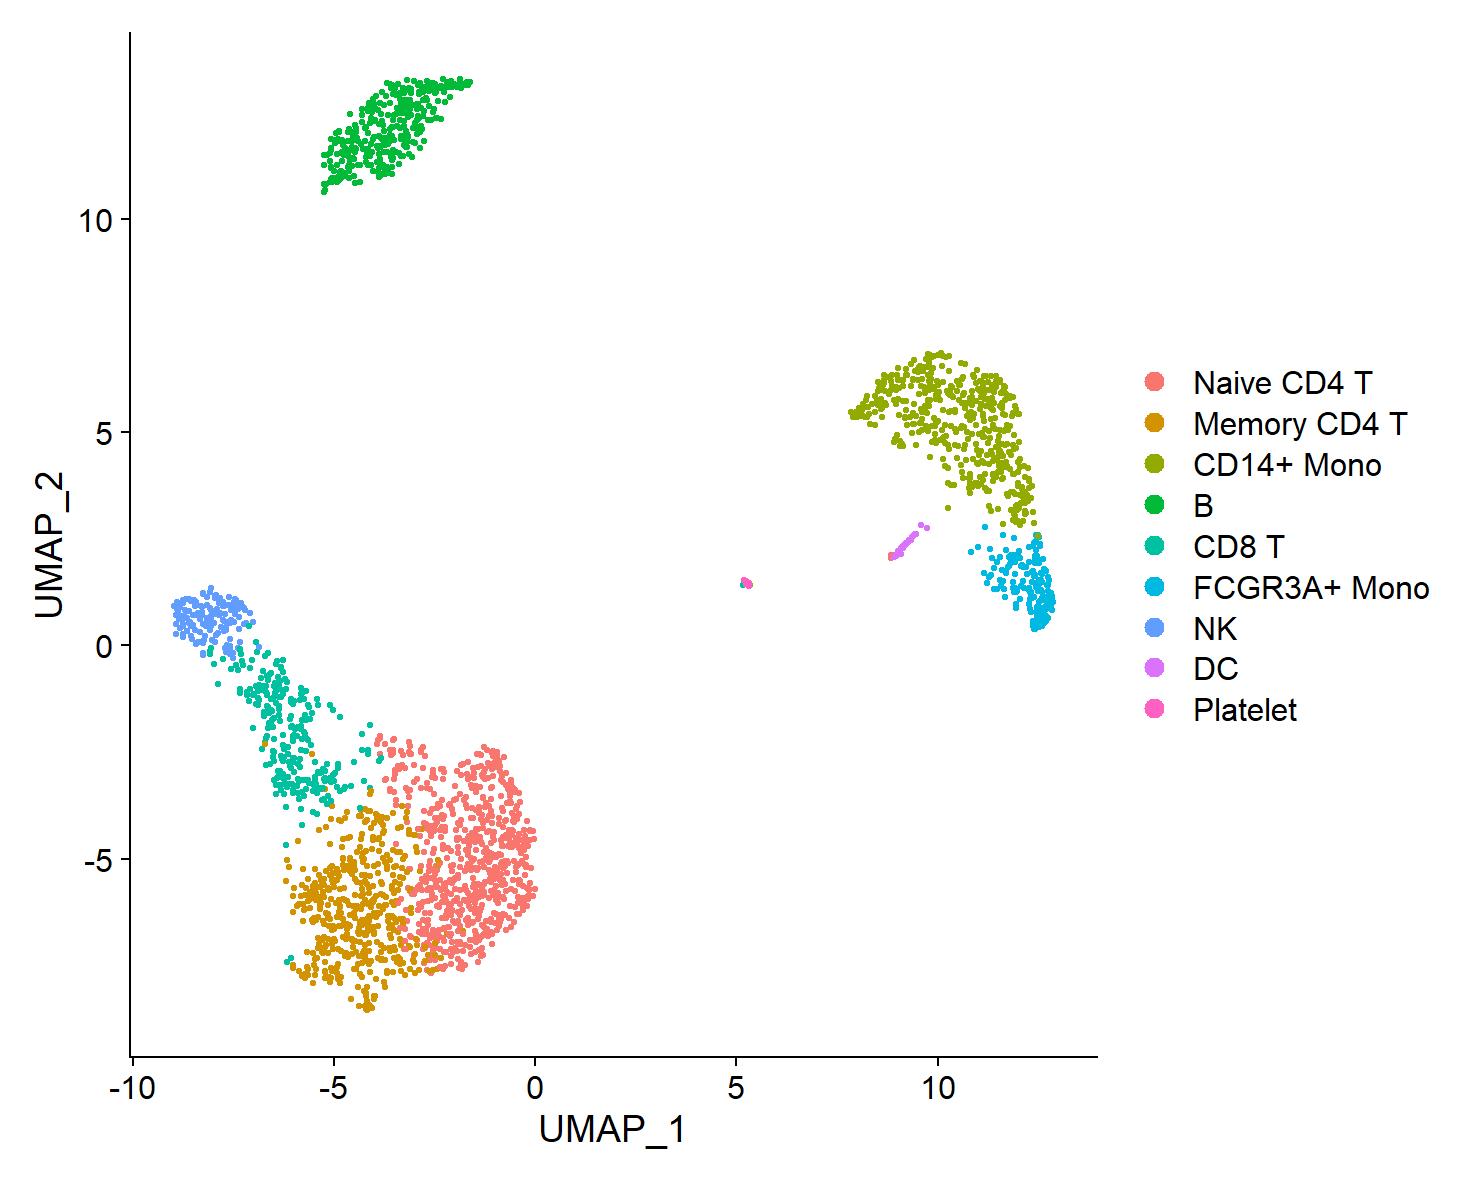 10
5
0
-5
UMAP_2
-10
-5
0
5
10
UMAP_1
Naive CD4 T
Memory CD4 T
CD14+ Mono
B
CD8 T
FCGR3A+ Mono
NK
DC
Platelet